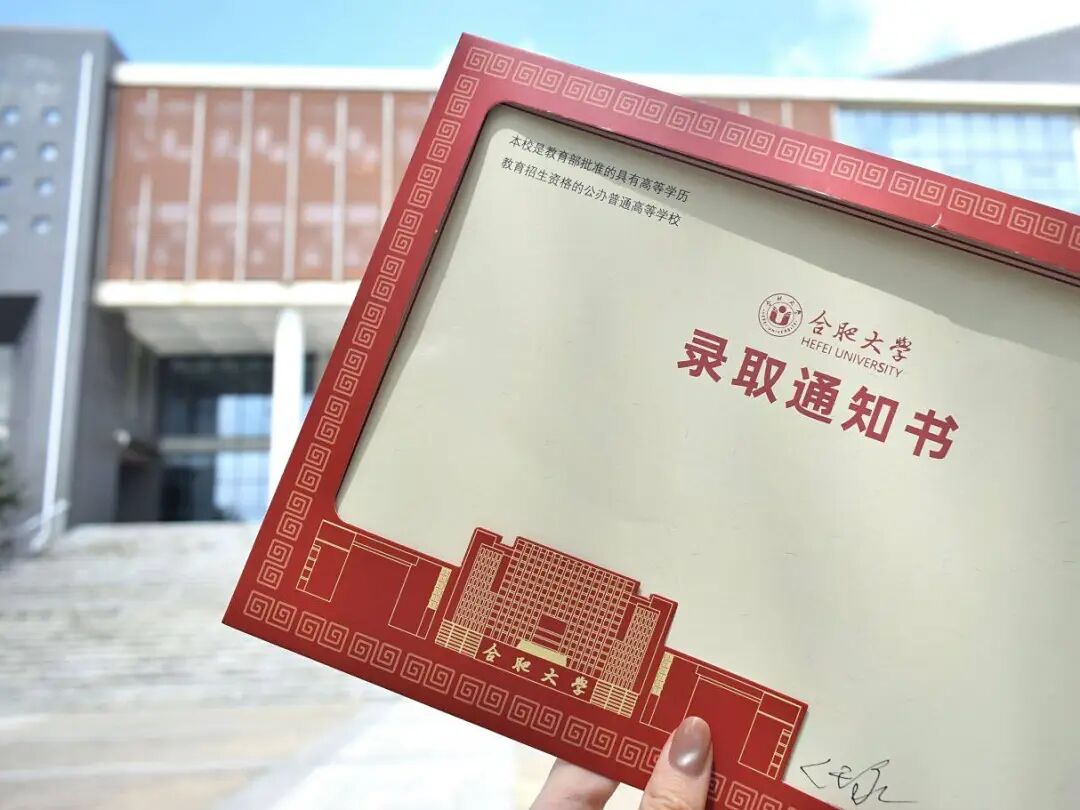 本校是教育部批准的具有高等学历
教育招生资格的公办普通高等学校
合肥大學
HEFEI UNIVERSITY
录取通知书
合肥大學